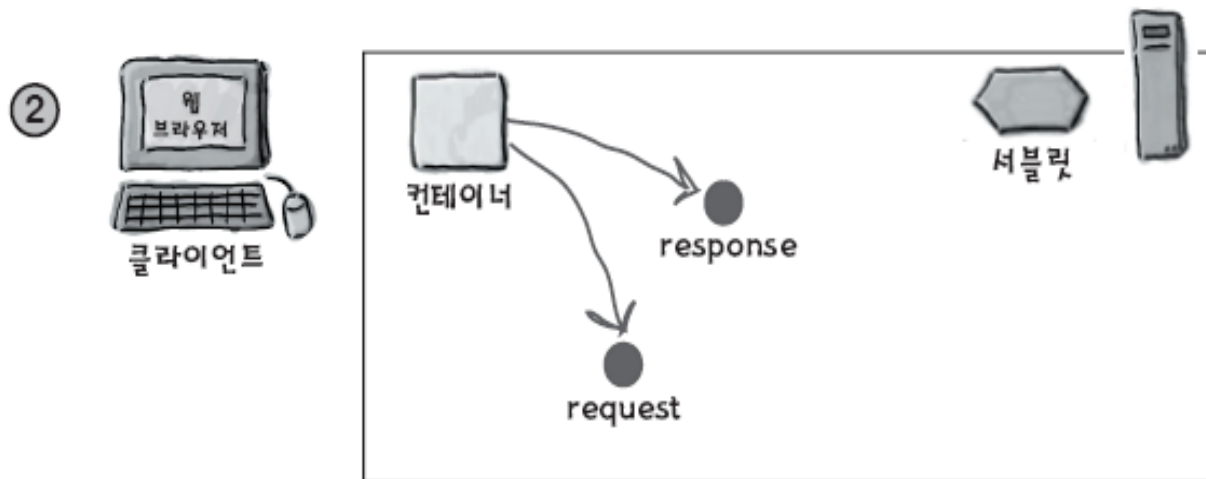 ②
웹
브라우저
컨테이너
서블릿
클라이언트
response
request